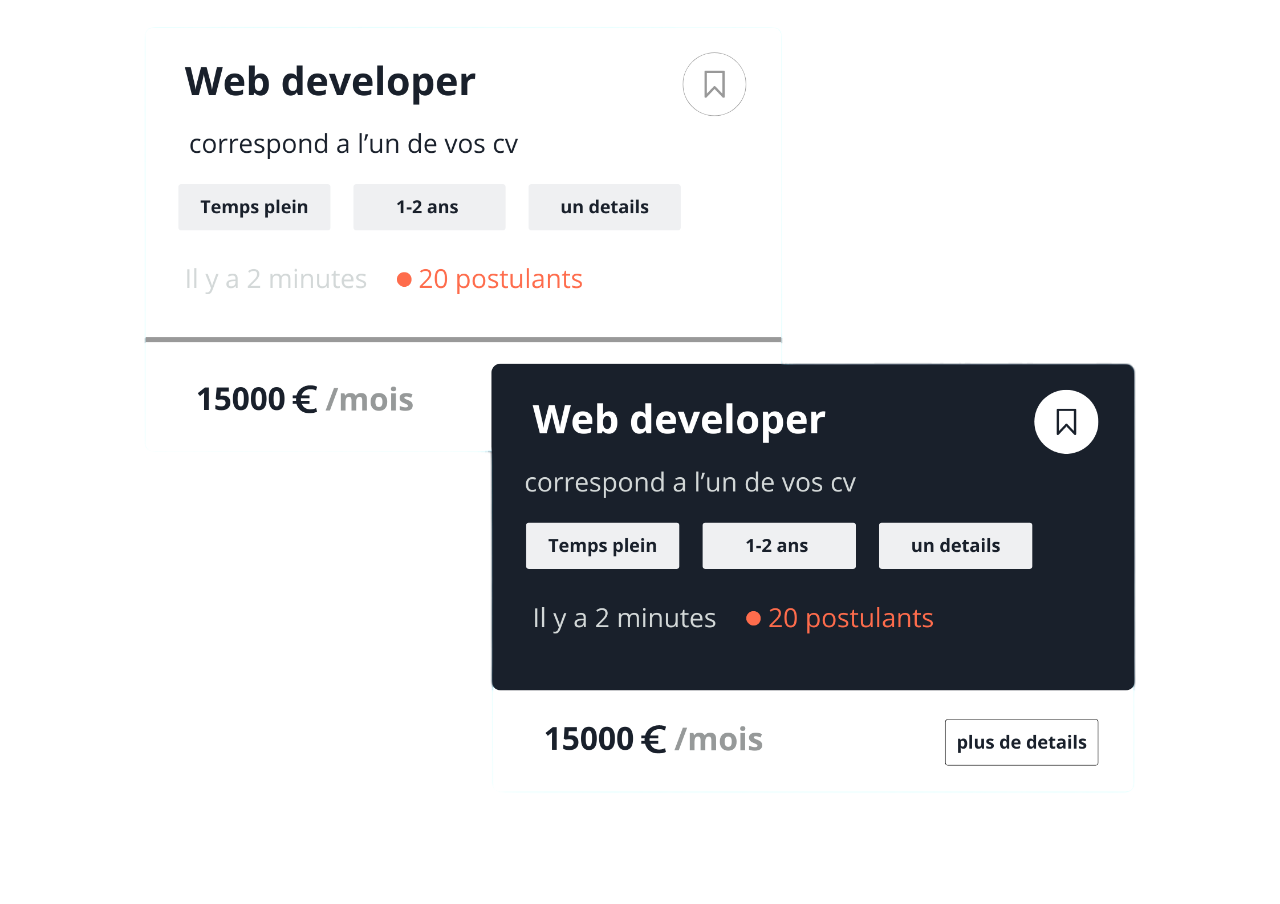 Web developer
correspond a l’un de vos cv
Temps plein 1-2 ans un details
Il y a 2 minutes 20 postulants
15000 € /mois
Web developer
correspond a l’un de vos cv
Temps plein 1-2 ans un details
Il y a 2 minutes 20 postulants
15000 € /mois plus de details